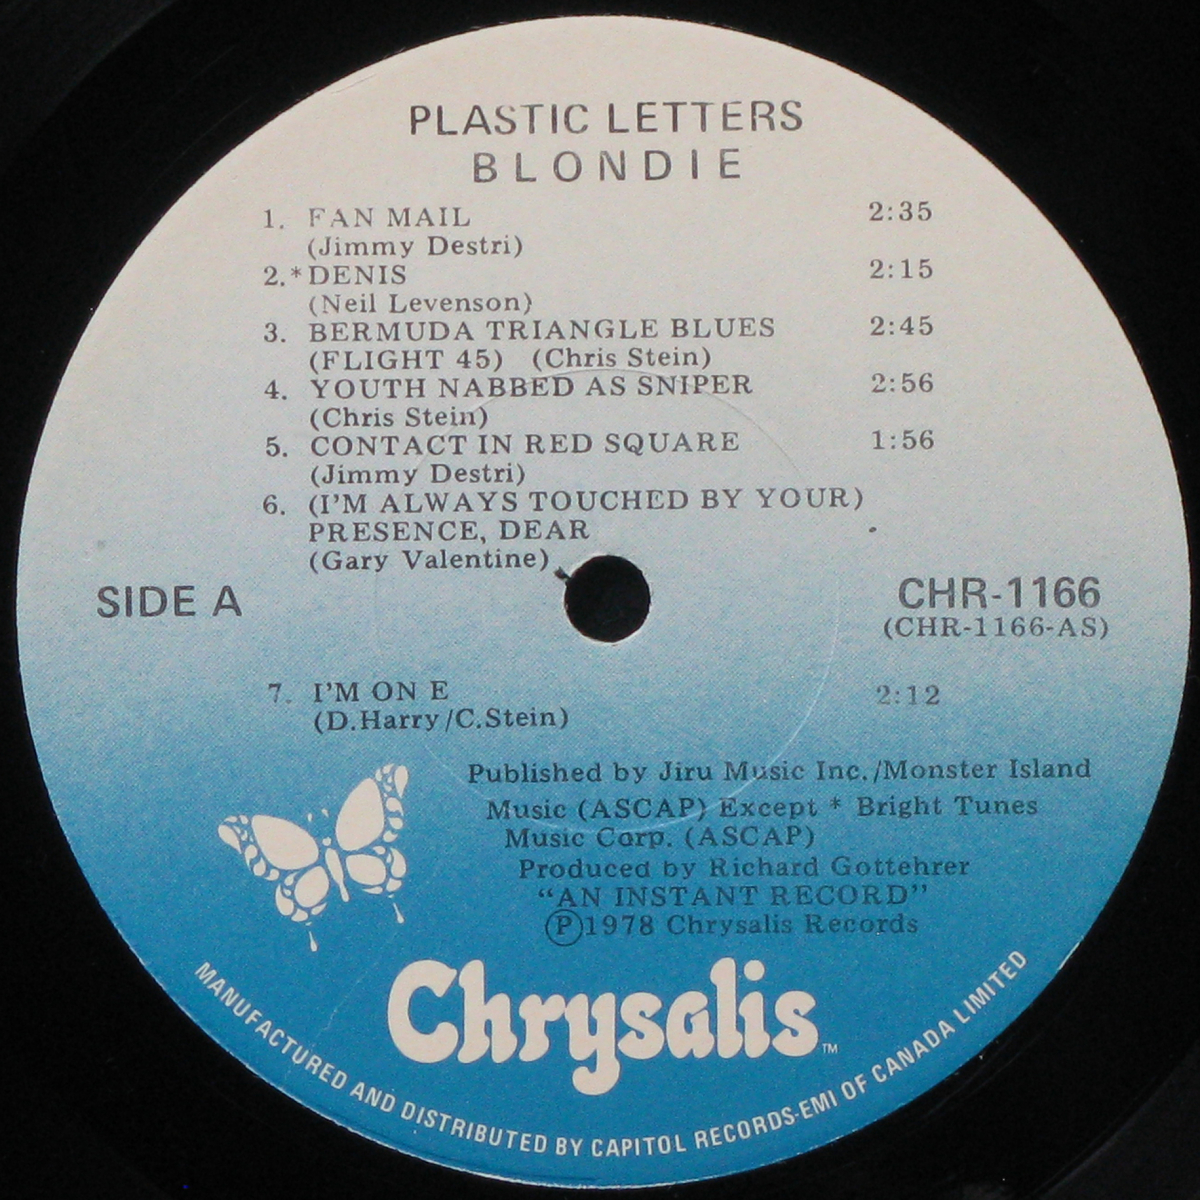 PLASTIC LETTERS
BLONDIE
1. FAN MAIL 2:35
(Jimmy Destri)
2.*DENIS 2:15
(Neil Levenson)
3. BERMUDA TRIANGLE BLUES 2:45
(FLIGHT 45) (Chris Stein)
4. YOUTH NABBED AS SNIPER 2:56
(Chris Stein)
5. CONTACT IN RED SQUARE 1:56
(Jimmy Destri)
6. (I'M ALWAYS TOUCHED BY YOUR)
PRESENCE, DEAR
(Gary Valentine)
SIDE A
CHR-1166
(CHR-1166-AS)
7. I'M ON E 2:12
(D.Harry/C.Stein)
Published by Jiru Music Inc./Monster Island
Music (ASCAP) Except * Bright Tunes
Music Corp. (ASCAP)
Produced by Richard Gottehrer
“AN INSTANT RECORD”
Ⓟ1978 Chrysalis Records
Chrysalis™
MANUFACTURED AND DISTRIBUTED BY CAPITOL RECORDS-EMI OF CANADA LIMITED